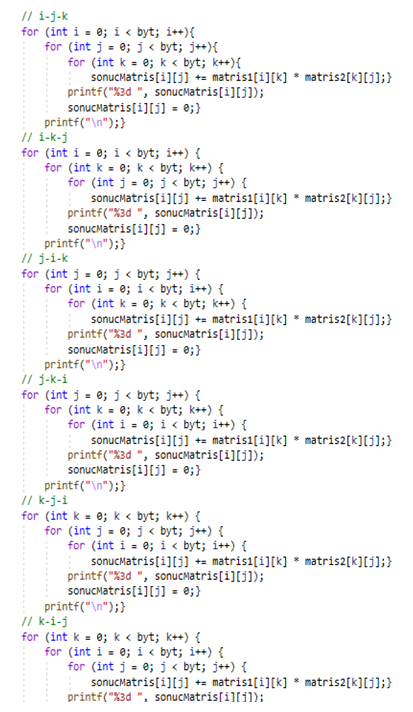 // i-j-k
for (int i = 0; i < byt; i++){
for (int j = 0; j < byt; j++){
for (int k = 0; k < byt; k++){
sonucMatris[i][j] += matris1[i][k] * matris2[k][j];}
printf("%3d ", sonucMatris[i][j]);
sonucMatris[i][j] = 0;}
printf("\n");}
// i-k-j
for (int i = 0; i < byt; i++) {
for (int k = 0; k < byt; k++) {
for (int j = 0; j < byt; j++) {
sonucMatris[i][j] += matris1[i][k] * matris2[k][j];}
printf("%3d ", sonucMatris[i][j]);
sonucMatris[i][j] = 0;}
printf("\n");}
// j-i-k
for (int j = 0; j < byt; j++) {
for (int i = 0; i < byt; i++) {
for (int k = 0; k < byt; k++) {
sonucMatris[i][j] += matris1[i][k] * matris2[k][j];}
printf("%3d ", sonucMatris[i][j]);
sonucMatris[i][j] = 0;}
printf("\n");}
// j-k-i
for (int j = 0; j < byt; j++) {
for (int k = 0; k < byt; k++) {
for (int i = 0; i < byt; i++) {
sonucMatris[i][j] += matris1[i][k] * matris2[k][j];}
printf("%3d ", sonucMatris[i][j]);
sonucMatris[i][j] = 0;}
printf("\n");}
// k-j-i
for (int k = 0; k < byt; k++) {
for (int j = 0; j < byt; j++) {
for (int i = 0; i < byt; i++) {
sonucMatris[i][j] += matris1[i][k] * matris2[k][j];}
printf("%3d ", sonucMatris[i][j]);
sonucMatris[i][j] = 0;}
printf("\n");}
// k-i-j
for (int k = 0; k < byt; k++) {
for (int i = 0; i < byt; i++) {
for (int j = 0; j < byt; j++) {
sonucMatris[i][j] += matris1[i][k] * matris2[k][j];}
printf("%3d ", sonucMatris[i][j]);